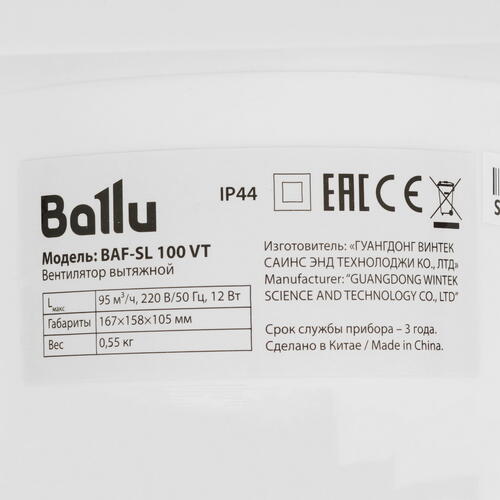 Ballu
IP44
EAC CE
Модель: BAF-SL 100 VT
Вентилятор вытяжной
Lмакс 95 м³/ч, 220 В/50 Гц, 12 Вт
Габариты 167×158×105 мм
Вес 0,55 кг
Изготовитель: «ГУАНГДОНГ ВИНТЕК
САИНС ЭНД ТЕХНОЛОДЖИ КО., ЛТД»
Manufacturer: “GUANGDONG WINTEK
SCIENCE AND TECHNOLOGY CO., LTD”
Срок службы прибора – 3 года.
Сделано в Китае / Made in China.
S